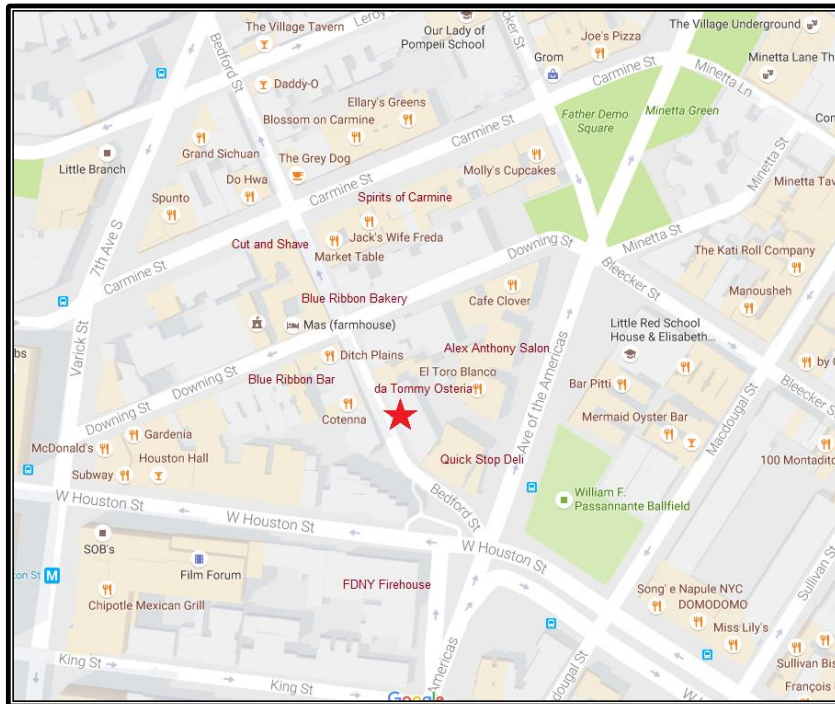 The Village Tavern
Leroy
Bedford St
Our Lady of
Pompeii School
Joe's Pizza
The Village Underground
Minetta Lane Th
Grom
Carmine St
Minetta Ln
Daddy-O
Ellary's Greens
Blossom on Carmine
Father Demo
Square
Minetta Green
Minetta St
Carmine St
Grand Sichuan
The Grey Dog
Little Branch
Do Hwa
Molly's Cupcakes
Minetta Tav
Spunto
Carmine St
Spirits of Carmine
7th Ave S
Cut and Shave
Jack's Wife Freda
Market Table
Downing St
Minetta St
The Kati Roll Company
Carmine St
Bleecker St
Manousheh
Blue Ribbon Bakery
Cafe Clover
Varick St
Mas (farmhouse)
Little Red School
House & Elisabeth...
Alex Anthony Salon
Ditch Plains
El Toro Blanco
Blue Ribbon Bar
da Tommy Osteria
Bar Pitti
Bleecker St
Downing St
Cotenna
Mermaid Oyster Bar
Macdougal St
Downing St
Gardenia
McDonald's
Houston Hall
Ave of the Americas
Quick Stop Deli
100 Montadito
Subway
Bedford St
William F.
Passannante Ballfield
W Houston St
W Houston St
W Houston St
SOB's
Sullivan St
Film Forum
FDNY Firehouse
M
Song' e Napule NYC
DOMODOMO
Chipotle Mexican Grill
Miss Lily's
King St
King St
Americas
Sullivan Bis
François
Google